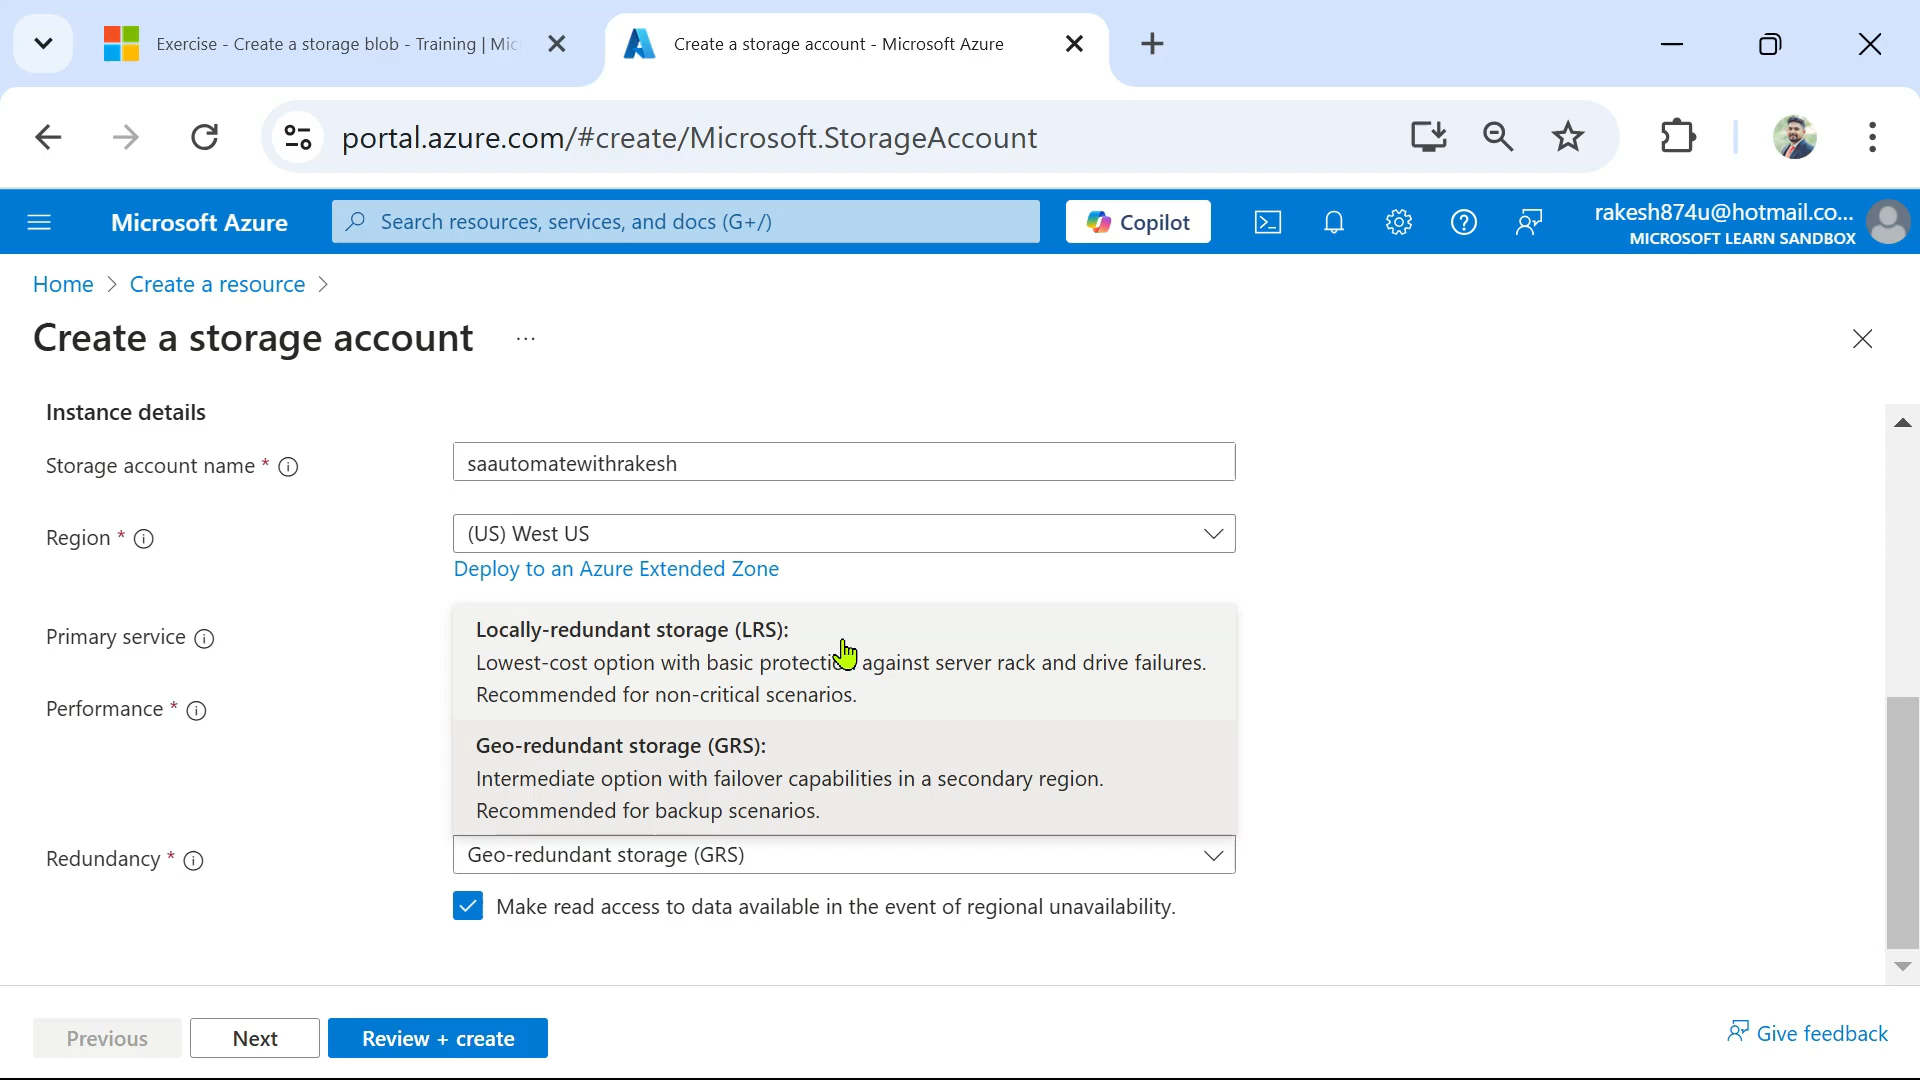 Exercise - Create a storage blob - Training | Mic
Create a storage account - Microsoft Azure
portal.azure.com/#create/Microsoft.StorageAccount
Microsoft Azure
Search resources, services, and docs (G+/)
Copilot
rakesh874u@hotmail.co...
MICROSOFT LEARN SANDBOX
Home > Create a resource >
Create a storage account ...
Instance details
Storage account name *
saautomatewithrakesh
Region *
(US) West US
Deploy to an Azure Extended Zone
Primary service
Locally-redundant storage (LRS):
Lowest-cost option with basic against server rack and drive failures.
Recommended for non-critical scenarios.
Performance *
Geo-redundant storage (GRS):
Intermediate option with failover capabilities in a secondary region.
Recommended for backup scenarios.
Redundancy *
Geo-redundant storage (GRS)
Make read access to data available in the event of regional unavailability.
Previous
Next
Review + create
Give feedback